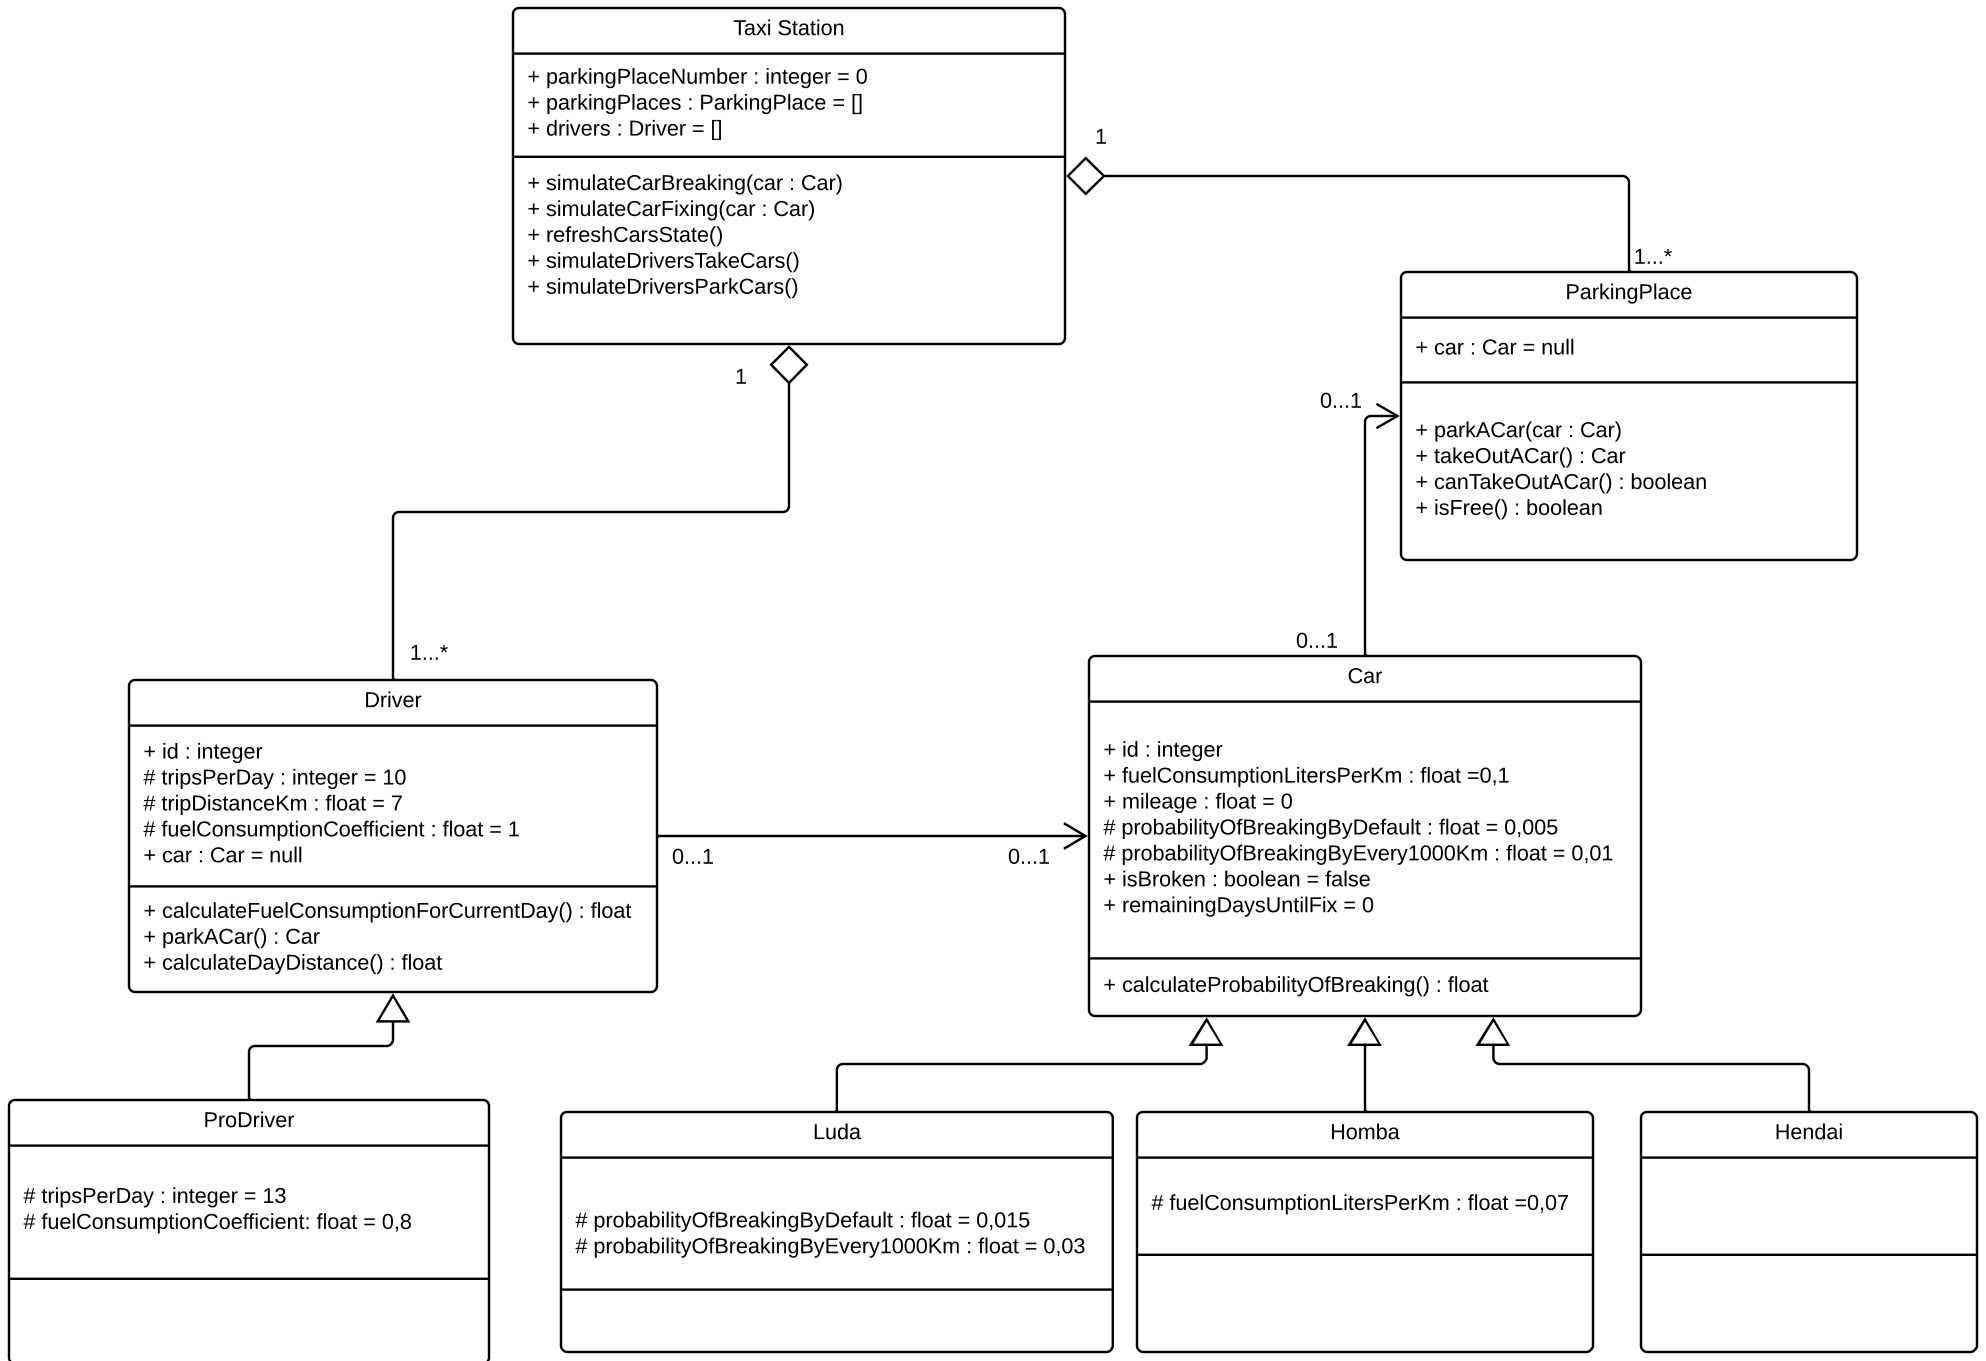 Taxi Station
+ parkingPlaceNumber : integer = 0
+ parkingPlaces : ParkingPlace = []
+ drivers : Driver = []
+ simulateCarBreaking(car : Car)
+ simulateCarFixing(car : Car)
+ refreshCarsState()
+ simulateDriversTakeCars()
+ simulateDriversParkCars()
1
1...*
1
1...*
ParkingPlace
+ car : Car = null
+ parkACar(car : Car)
+ takeOutACar() : Car
+ canTakeOutACar() : boolean
+ isFree() : boolean
0...1
0...1
Driver
+ id : integer
# tripsPerDay : integer = 10
# tripDistanceKm : float = 7
# fuelConsumptionCoefficient : float = 1
+ car : Car = null
+ calculateFuelConsumptionForCurrentDay() : float
+ parkACar() : Car
+ calculateDayDistance() : float
0...1
0...1
Car
+ id : integer
+ fuelConsumptionLitersPerKm : float =0,1
+ mileage : float = 0
# probabilityOfBreakingByDefault : float = 0,005
# probabilityOfBreakingByEvery1000Km : float = 0,01
+ isBroken : boolean = false
+ remainingDaysUntilFix = 0
+ calculateProbabilityOfBreaking() : float
ProDriver
# tripsPerDay : integer = 13
# fuelConsumptionCoefficient: float = 0,8
Luda
# probabilityOfBreakingByDefault : float = 0,015
# probabilityOfBreakingByEvery1000Km : float = 0,03
Homba
# fuelConsumptionLitersPerKm : float =0,07
Hendai